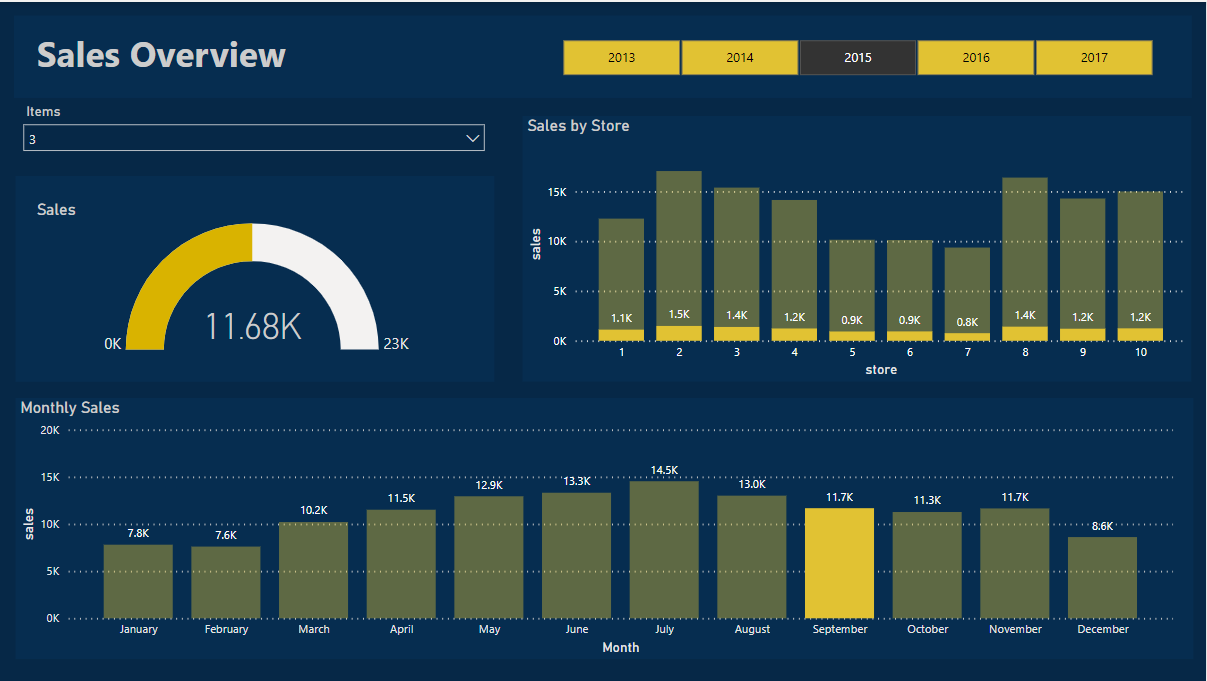 Sales Overview
2013 2014 2015 2016 2017
Items
3
Sales
11.68K
0K 23K
Sales by Store
sales
15K
10K
5K
0K
1.1K 1.5K 1.4K 1.2K 0.9K 0.9K 0.8K 1.4K 1.2K 1.2K
1 2 3 4 5 6 7 8 9 10
store
Monthly Sales
sales
20K
15K
10K
5K
0K
7.8K 7.6K 10.2K 11.5K 12.9K 13.3K 14.5K 13.0K 11.7K 11.3K 11.7K 8.6K
January February March April May June July August September October November December
Month